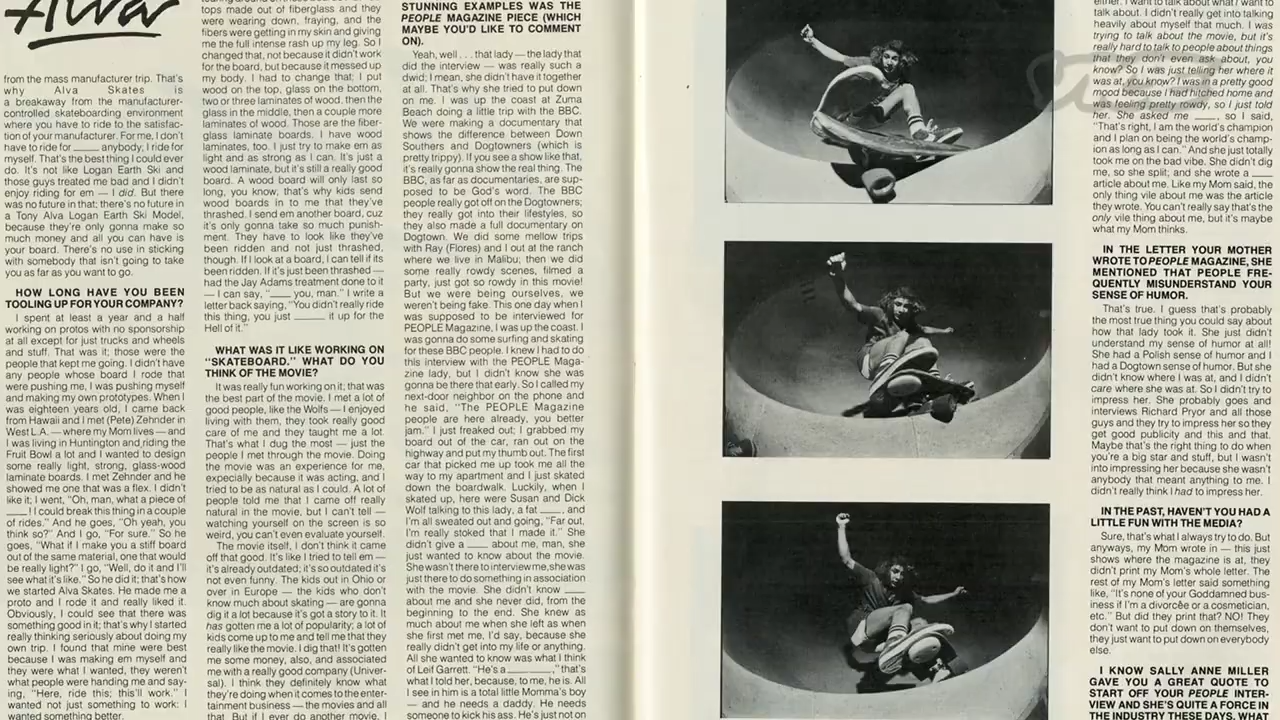 Alva
from the mass manufacturer trip. That's
why Alva Skates is
a breakaway from the manufacturer-
controlled skateboarding environment
where you have to ride to the satisfac-
tion of your manufacturer. For me, I don't
have to ride for ____ anybody; I ride for
myself. That's the best thing I could ever
do. It's not like Logan Earth Ski and
those guys treated me bad and I didn't
enjoy riding for em — I did. But there
was no future in that; there's no future in
a Tony Alva Logan Earth Ski Model,
because they're only gonna make so
much money and all you can have is
your board. There's no use in sticking
with somebody that isn't going to take
you as far as you want to go.
HOW LONG HAVE YOU BEEN
TOOLING UP FOR YOUR COMPANY?
I spent at least a year and a half
working on protos with no sponsorship
at all except for just trucks and wheels
and stuff. That was it; those were the
people that kept me going. I didn't have
any people whose board I rode that
were pushing me, I was pushing myself
and making my own prototypes. When I
was eighteen years old, I came back
from Hawaii and I met (Pete) Zehnder in
West L.A. — where my Mom lives — and
I was living in Huntington and riding the
Fruit Bowl a lot and I wanted to design
some really light, strong, glass-wood
laminate boards. I met Zehnder and he
showed me one that was a flex. I didn't
like it; I went, "Oh, man, what a piece of
____! I could break this thing in a couple
of rides." And he goes, "Oh yeah, you
think so?" And I go, "For sure." So he
goes, "What if I make you a stiff board
out of the same material, one that would
be really light?" I go, "Well, do it and I'll
see what it's like." So he did it; that's how
we started Alva Skates. He made me a
proto and I rode it and really liked it.
Obviously, I could see that there was
something good in it; that's why I started
really thinking seriously about doing my
own trip. I found that mine were best
because I was making em myself and
they were what I wanted, they weren't
what people were handing me and say-
ing, "Here, ride this; this'll work." I
wanted not just something to work: I
wanted something better.
tops made out of fiberglass and they
were wearing down, fraying, and the
fibers were getting in my skin and giving
me the full intense rash up my leg. So I
changed that, not because it didn't work
for the board, but because it messed up
my body. I had to change that; I put
wood on the top, glass on the bottom,
two or three laminates of wood, then the
glass in the middle, then a couple more
laminates of wood. Those are the fiber-
glass laminate boards. I have wood
laminates, too. I just try to make em as
light and as strong as I can. It's just a
wood laminate, but it's still a really good
board. A wood board will only last so
long, you know; that's why kids send
wood boards in to me that they've
thrashed. I send em another board, cuz
it's only gonna take so much punish-
ment. They have to look like they've
been ridden and not just thrashed,
though. If I look at a board, I can tell if its
been ridden. If it's just been thrashed —
had the Jay Adams treatment done to it
— I can say, "____ you, man." I write a
letter back saying, "You didn't really ride
this thing, you just ____ it up for the
Hell of it."
WHAT WAS IT LIKE WORKING ON
"SKATEBOARD." WHAT DO YOU
THINK OF THE MOVIE?
It was really fun working on it; that was
the best part of the movie. I met a lot of
good people, like the Wolfs — I enjoyed
living with them, they took really good
care of me and they taught me a lot.
That's what I dug the most — just the
people I met through the movie. Doing
the movie was an experience for me,
expecially because it was acting, and I
tried to be as natural as I could. A lot of
people told me that I came off really
natural in the movie, but I can't tell —
watching yourself on the screen is so
weird, you can't even evaluate yourself.
The movie itself, I don't think it came
off that good. It's like I tried to tell em —
it's already outdated; it's so outdated it's
not even funny. The kids out in Ohio or
over in Europe — the kids who don't
know much about skating — are gonna
dig it a lot because it's got a story to it. It
has gotten me a lot of popularity; a lot of
kids come up to me and tell me that they
really like the movie. I dig that! It's gotten
me some money, also, and associated
me with a really good company (Univer-
sal). I think they definitely know what
they're doing when it comes to the enter-
tainment business — the movies and all
that. But if I ever do another movie, I
STUNNING EXAMPLES WAS THE
PEOPLE MAGAZINE PIECE (WHICH
MAYBE YOU'D LIKE TO COMMENT
ON).
Yeah, well . . . that lady — the lady that
did the interview — was really such a
dwid; I mean, she didn't have it together
at all. That's why she tried to put down
on me. I was up the coast at Zuma
Beach doing a little trip with the BBC.
We were making a documentary that
shows the difference between Down
Southers and Dogtowners (which is
pretty trippy). If you see a show like that,
it's really gonna show the real thing. The
BBC, as far as documentaries, are sup-
posed to be God's word. The BBC
people really got off on the Dogtowners;
they really got into their lifestyles, so
they also made a full documentary on
Dogtown. We did some mellow trips
with Ray (Flores) and I out at the ranch
where we live in Malibu; then we did
some really rowdy scenes, filmed a
party, just got so rowdy in this movie!
But we were being ourselves, we
weren't being fake. This one day when I
was supposed to be interviewed for
PEOPLE Magazine, I was up the coast. I
was gonna do some surfing and skating
for these BBC people. I knew I had to do
this interview with the PEOPLE Maga-
zine lady, but I didn't know she was
gonna be there that early. So I called my
next-door neighbor on the phone and
he said, "The PEOPLE Magazine
people are here already, you better
jam." I just freaked out; I grabbed my
board out of the car, ran out on the
highway and put my thumb out. The first
car that picked me up took me all the
way to my apartment and I just skated
down the boardwalk. Luckily, when I
skated up, here were Susan and Dick
Wolf talking to this lady, a fat ____, and
I'm all sweated out and going, "Far out,
I'm really stoked that I made it." She
didn't give a ____ about me, man, she
just wanted to know about the movie.
She wasn't there to interview me, she was
just there to do something in association
with the movie. She didn't know ____
about me and she never did, from the
beginning to the end. She knew as
much about me when she left as when
she first met me, I'd say, because she
really didn't get into my life or anything.
All she wanted to know was what I think
of Leif Garrett. "He's a ________," that's
what I told her, because, to me, he is. All
I see in him is a total little Momma's boy
— and he needs a daddy. He needs
someone to kick his ass. He's just not on
either. I want to talk about what I want to
talk about. I didn't really get into talking
heavily about myself that much. I was
trying to talk about the movie, but it's
really hard to talk to people about things
that they don't even ask about, you
know? So I was just telling her where it
was at, you know? I was in a pretty good
mood because I had hitched home and
was feeling pretty rowdy, so I just told
her. She asked me ____, so I said,
"That's right, I am the world's champion
and I plan on being the world's champ-
ion as long as I can." And she just totally
took me on the bad vibe. She didn't dig
me, so she split; and she wrote a ____
article about me. Like my Mom said, the
only thing vile about me was the article
they wrote. You can't really say that's the
only vile thing about me, but it's maybe
what my Mom thinks.
IN THE LETTER YOUR MOTHER
WROTE TO PEOPLE MAGAZINE, SHE
MENTIONED THAT PEOPLE FRE-
QUENTLY MISUNDERSTAND YOUR
SENSE OF HUMOR.
That's true. I guess that's probably
the most true thing you could say about
how that lady took it. She just didn't
understand my sense of humor at all!
She had a Polish sense of humor and I
had a Dogtown sense of humor. But she
didn't know where I was at, and I didn't
care where she was at. So I didn't try to
impress her. She probably goes and
interviews Richard Pryor and all those
guys and they try to impress her so they
get good publicity and this and that.
Maybe that's the right thing to do when
you're a big star and stuff, but I wasn't
into impressing her because she wasn't
anybody that meant anything to me. I
didn't really think I had to impress her.
IN THE PAST, HAVEN'T YOU HAD A
LITTLE FUN WITH THE MEDIA?
Sure, that's what I always try to do. But
anyways, my Mom wrote in — this just
shows where the magazine is at, they
didn't print my Mom's whole letter. The
rest of my Mom's letter said something
like, "It's none of your Goddamned bus-
iness if I'm a divorcêe or a cosmetician,
etc." But did they print that? NO! They
don't want to put down on themselves,
they just want to put down on everybody
else.
I KNOW SALLY ANNE MILLER
GAVE YOU A GREAT QUOTE TO
START OFF YOUR PEOPLE INTER-
VIEW AND SHE'S QUITE A FORCE IN
THE INDUSTRY THESE DAYS. WHAT